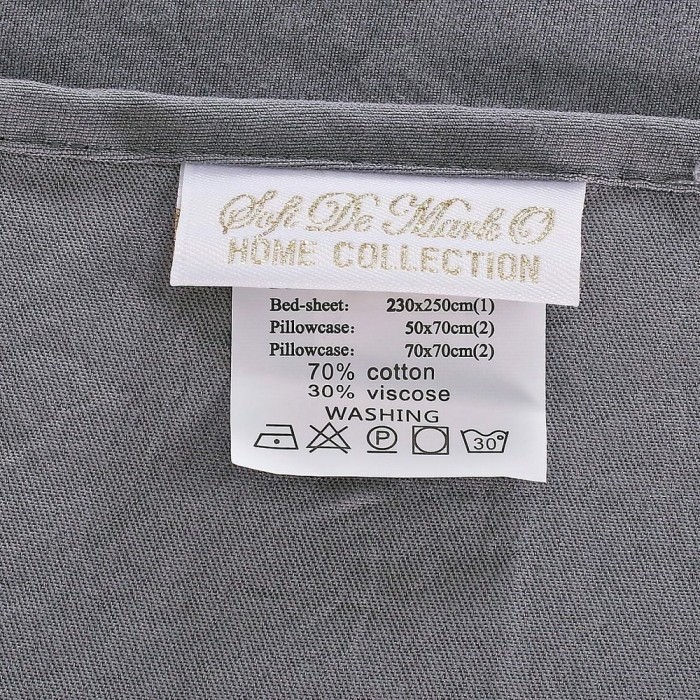 Soft De Mark O
HOME COLLECTION
Bed-sheet: 230x250cm(1)
Pillowcase: 50x70cm(2)
Pillowcase: 70x70cm(2)
70% cotton
30% viscose
WASHING
P 30°